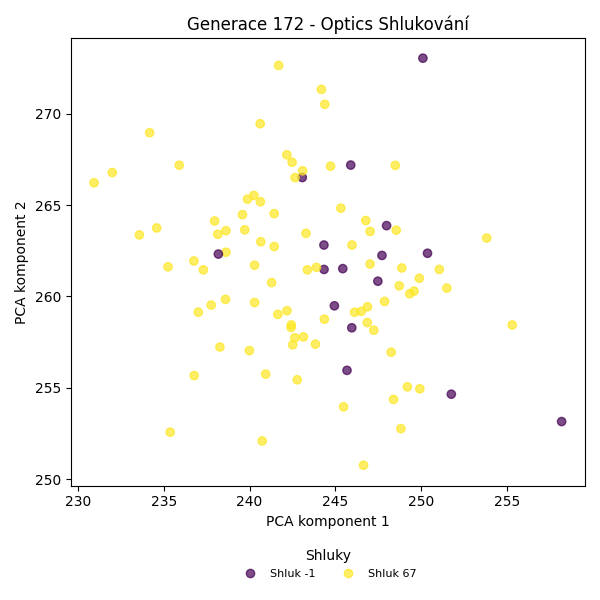 Generace 172 - Optics Shlukování
270
265
260
255
250
PCA komponent 2
230
235
240
245
250
255
PCA komponent 1
Shluky
Shluk -1
Shluk 67